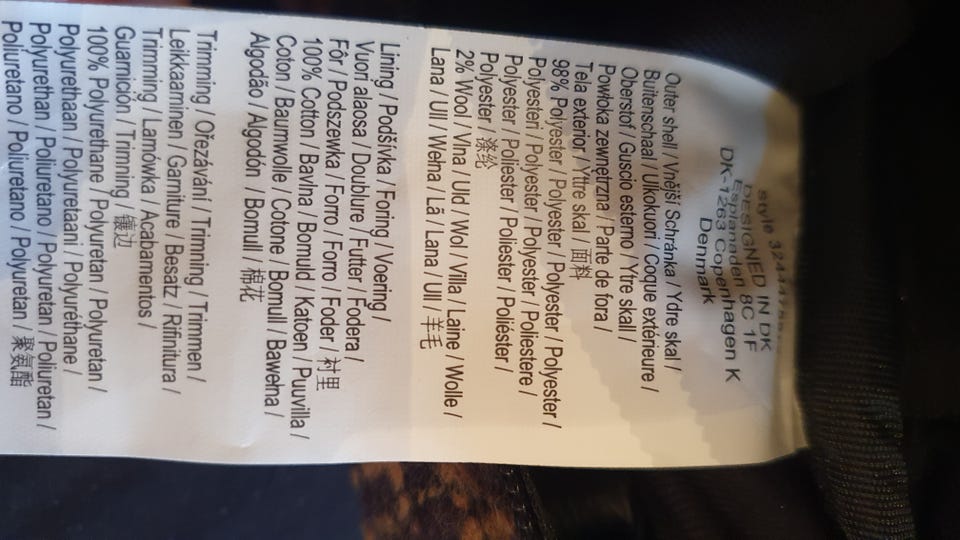 style
DESIGNED IN DK
Esplanaden 8C 1F
DK-1263 Copenhagen K
Denmark
Outer shell / Vnější Schránka / Ydre skal /
Buitenschaal / Ulkokuori / Coque extérieure /
Oberstof / Guscio esterno / Ytre skall /
Powłoka zewnętrzna / Parte de fora /
Tela exterior / Yttre skal / 面料
98% Polyester / Polyester / Polyester / Polyester /
Polyesteri / Polyester / Polyester / Poliestere /
Polyester / Poliester / Poliester / Poliéster /
Polyester / 涤纶
2% Wool / Vlna / Uld / Wol / Villa / Laine / Wolle /
Lana / Ull / Wełna / Lã / Lana / Ull / 羊毛
Lining / Podšívka / Foring / Voering /
Vuori alaosa / Doublure / Futter / Fodera /
Fôr / Podszewka / Forro / Forro / Foder / 衬里
100% Cotton / Bavlna / Bomuld / Katoen / Puuvilla /
Coton / Baumwolle / Cotone / Bomull / Bawełna /
Algodão / Algodón / Bomull / 棉花
Trimming / Ořezávání / Trimning / Trimmen /
Leikkaaminen / Garniture / Besatz / Rifinitura /
Trimming / Lamówka / Acabamentos /
Guarnición / Trimning / 镶边
100% Polyurethane / Polyuretan / Polyuretan /
Polyurethaan / Polyuretaani / Polyuréthane /
Polyurethan / Poliuretano / Polyuretan / Poliuretan /
Poliuretano / Poliuretano / Polyuretan / 聚氨酯